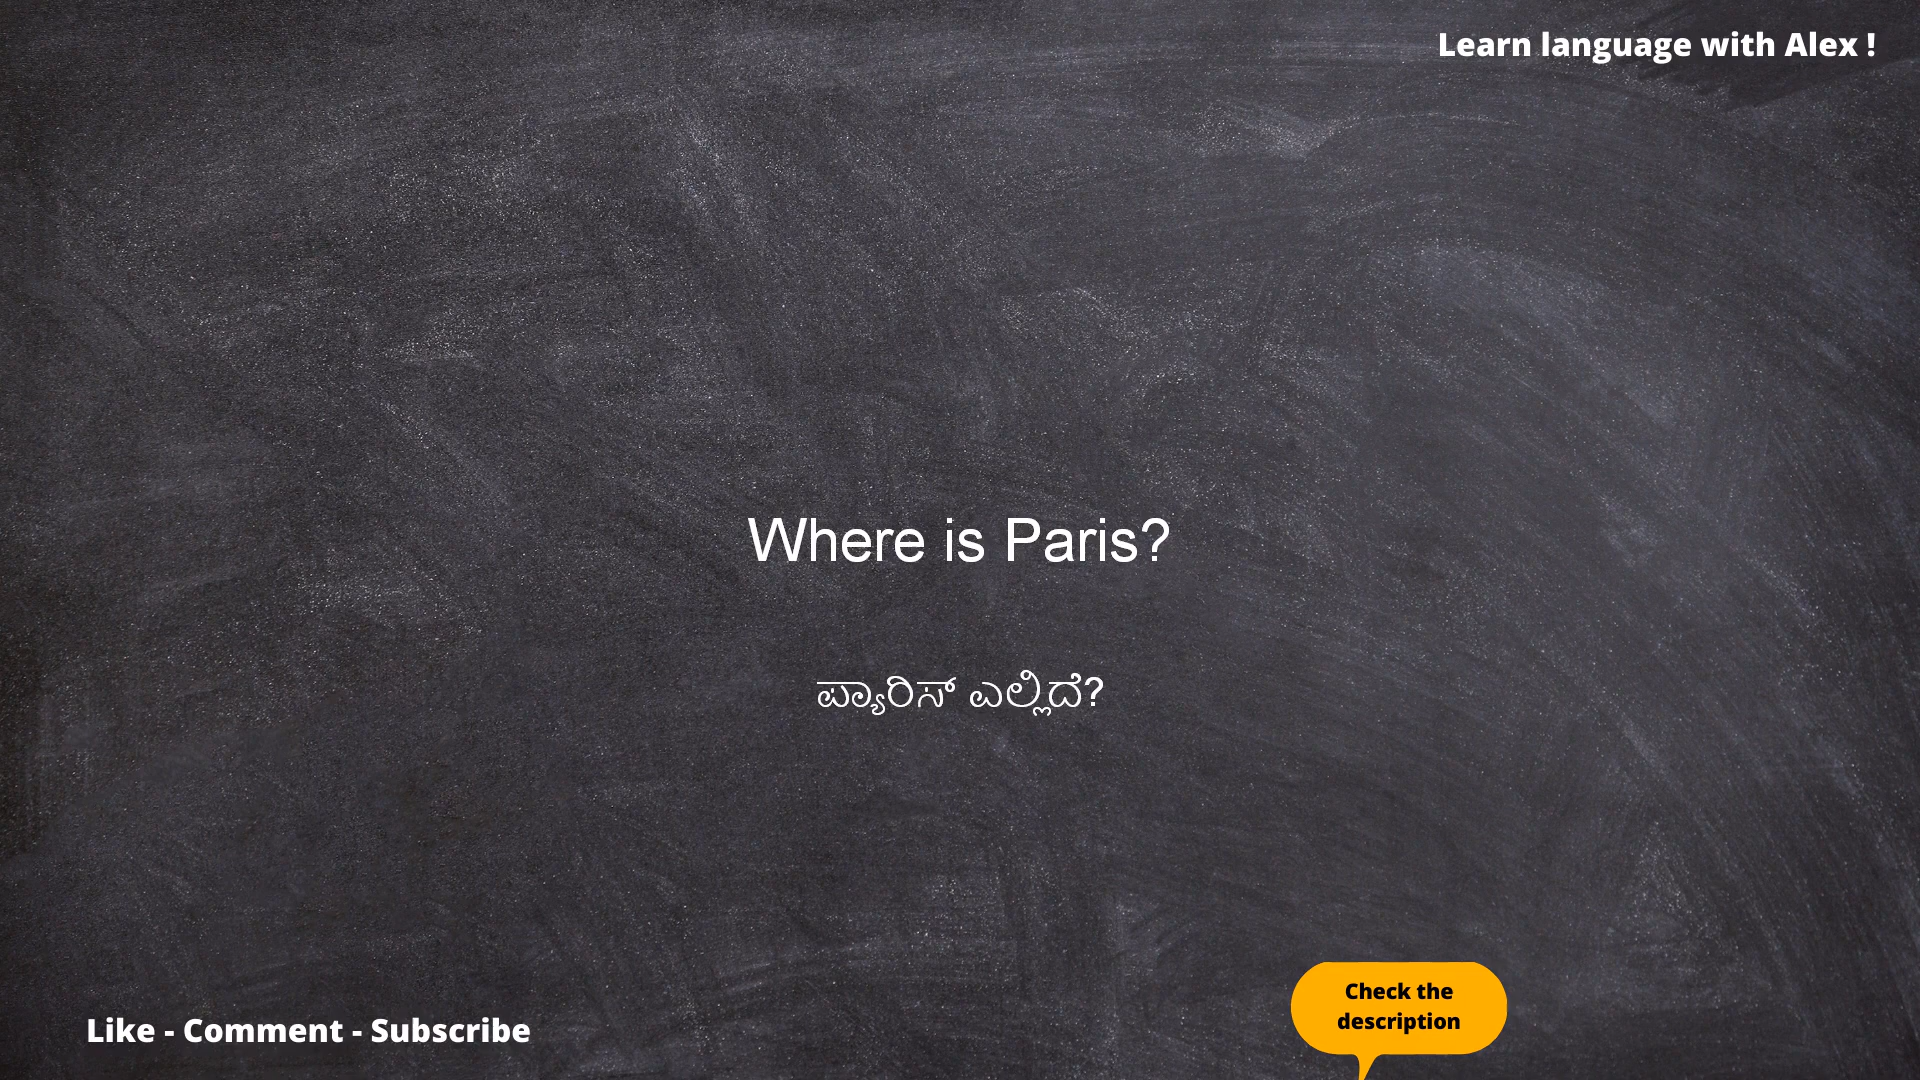 Learn language with Alex !
Where is Paris?
ಪ್ಯಾರಿಸ್ ಎಲ್ಲಿದೆ?
Check the
description
Like - Comment - Subscribe